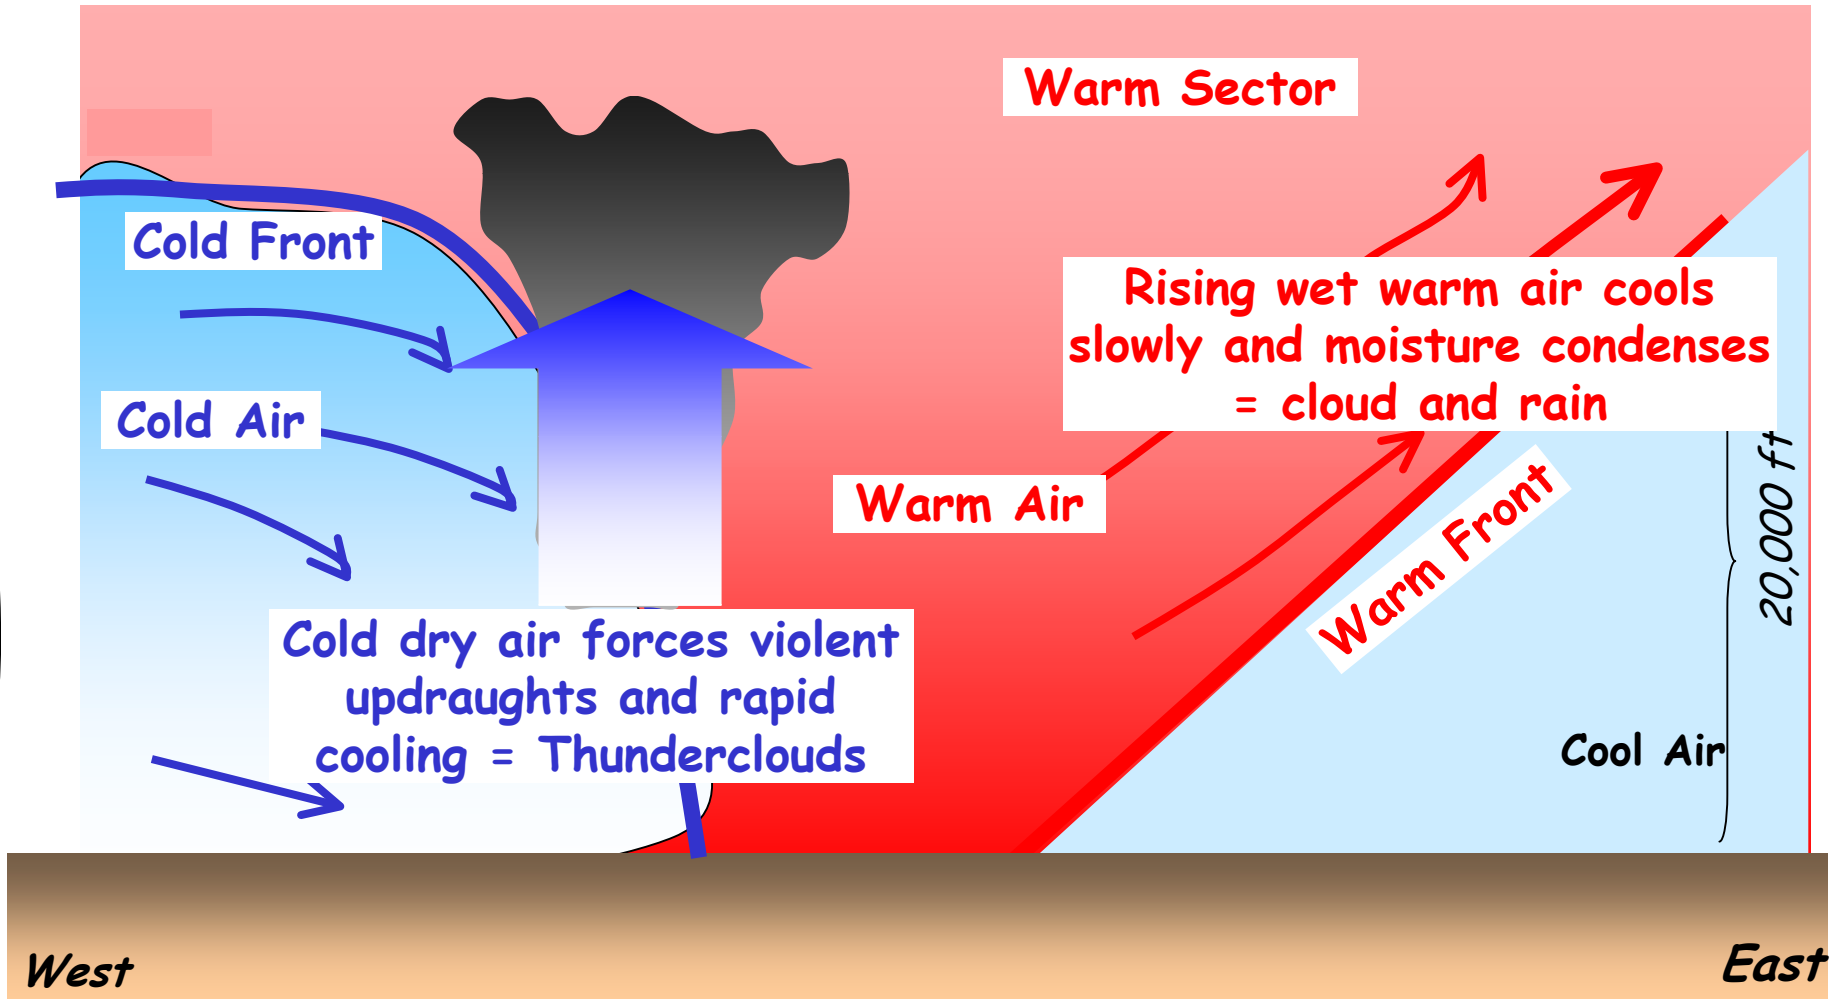 Warm Sector
Cold Front
Rising wet warm air cools
slowly and moisture condenses
= cloud and rain
Cold Air
Warm Air
Warm Front
20,000 ft
Cold dry air forces violent
updraughts and rapid
cooling = Thunderclouds
Cool Air
West
East